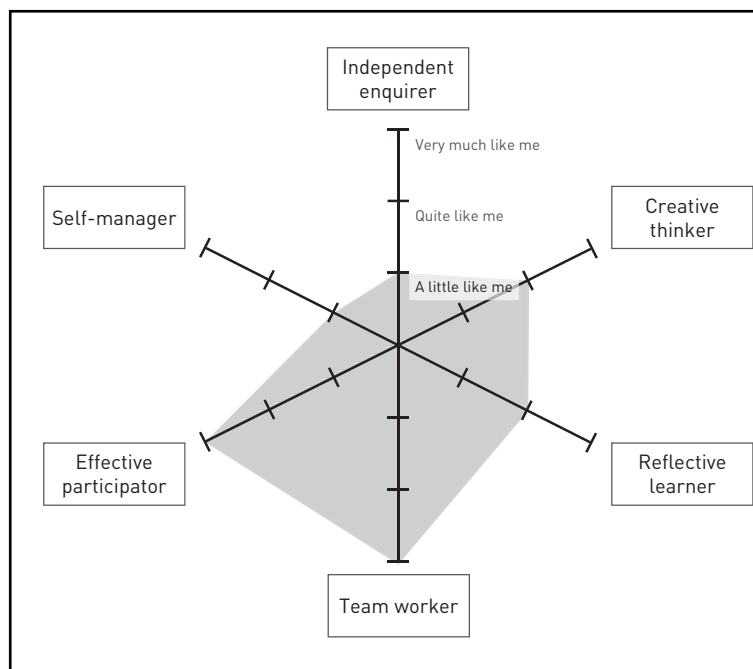 Independent
enquirer
Very much like me
Self-manager
Quite like me
Creative
thinker
A little like me
Effective
participator
Reflective
learner
Team worker